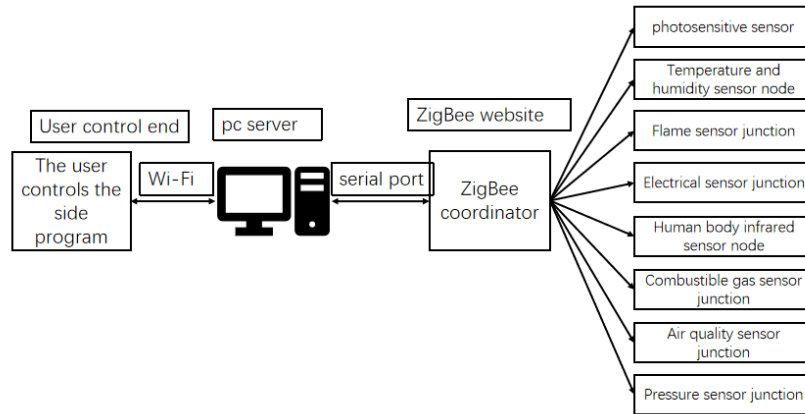 User control end
The user
controls the
side
program
Wi-Fi
pc server
serial port
ZigBee website
ZigBee
coordinator
photosensitive sensor
Temperature and
humidity sensor node
Flame sensor junction
Electrical sensor junction
Human body infrared
sensor node
Combustible gas sensor
junction
Air quality sensor
junction
Pressure sensor junction